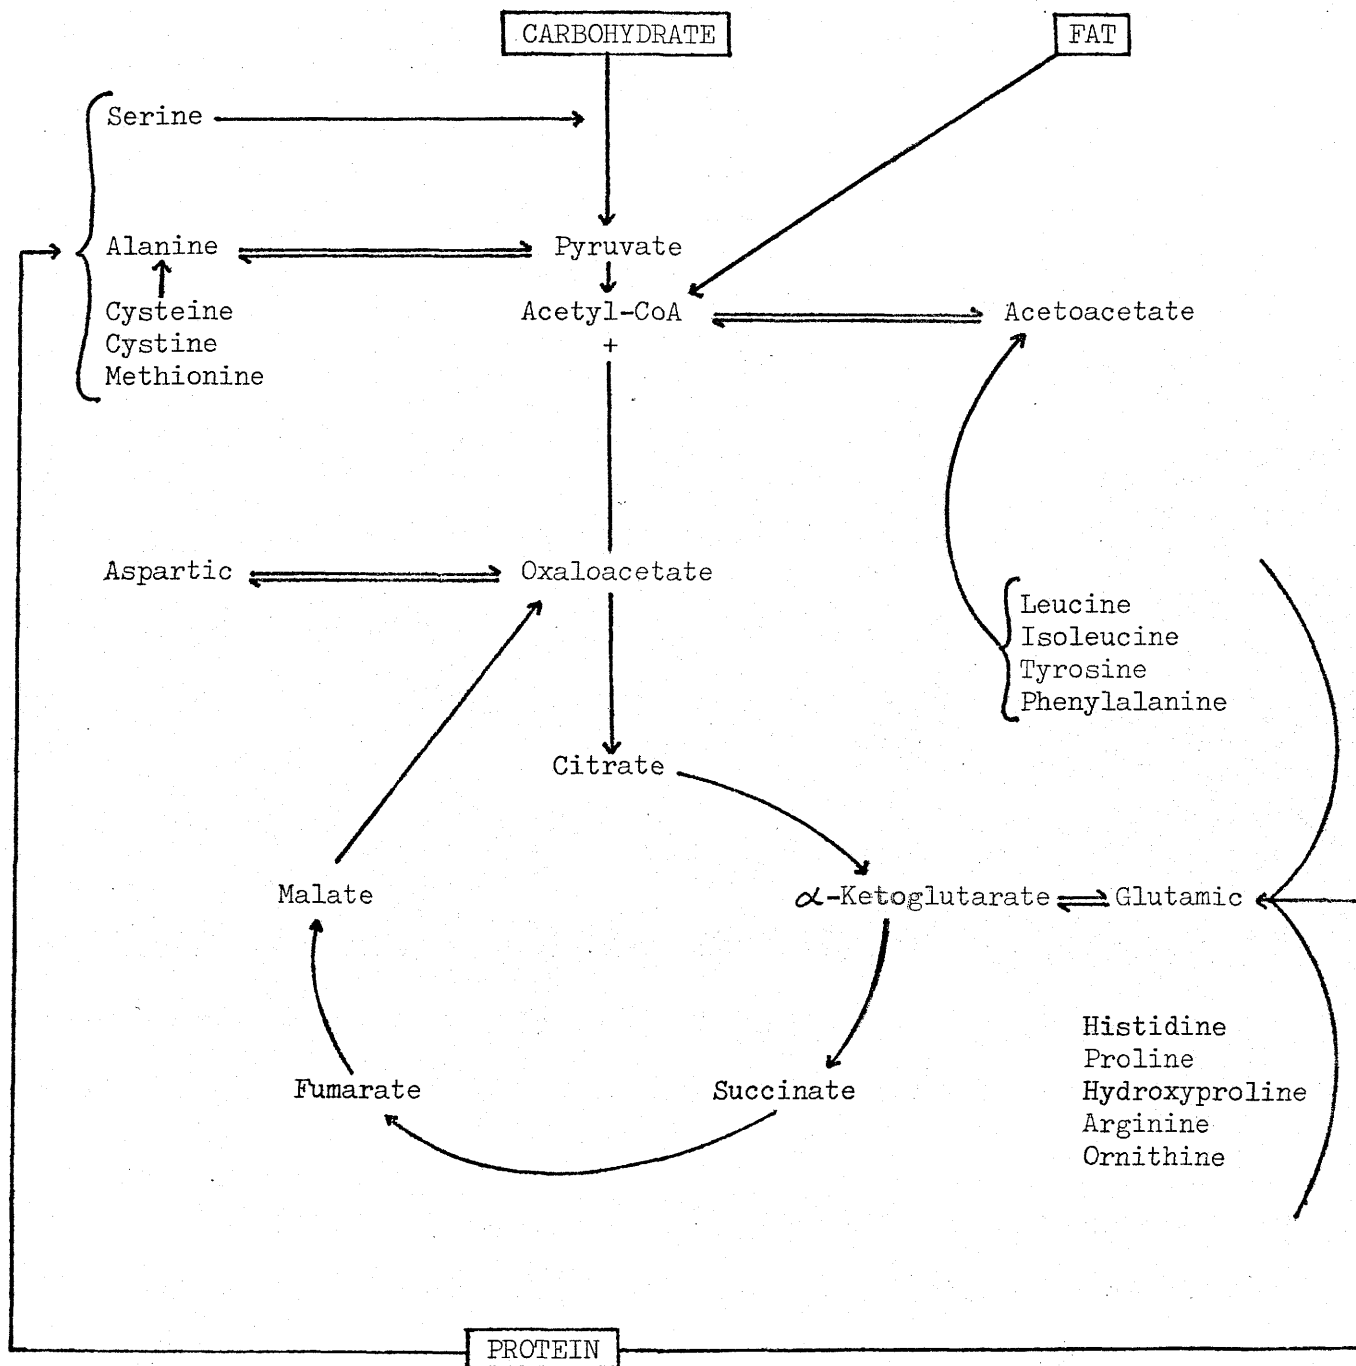 CARBOHYDRATE
FAT
Serine
Alanine
Pyruvate
Cysteine
Cystine
Methionine
Acetyl-CoA
+
Acetoacetate
Aspartic
Oxaloacetate
Leucine
Isoleucine
Tyrosine
Phenylalanine
Citrate
Malate
α-Ketoglutarate
Glutamic
Histidine
Proline
Hydroxyproline
Arginine
Ornithine
Fumarate
Succinate
PROTEIN